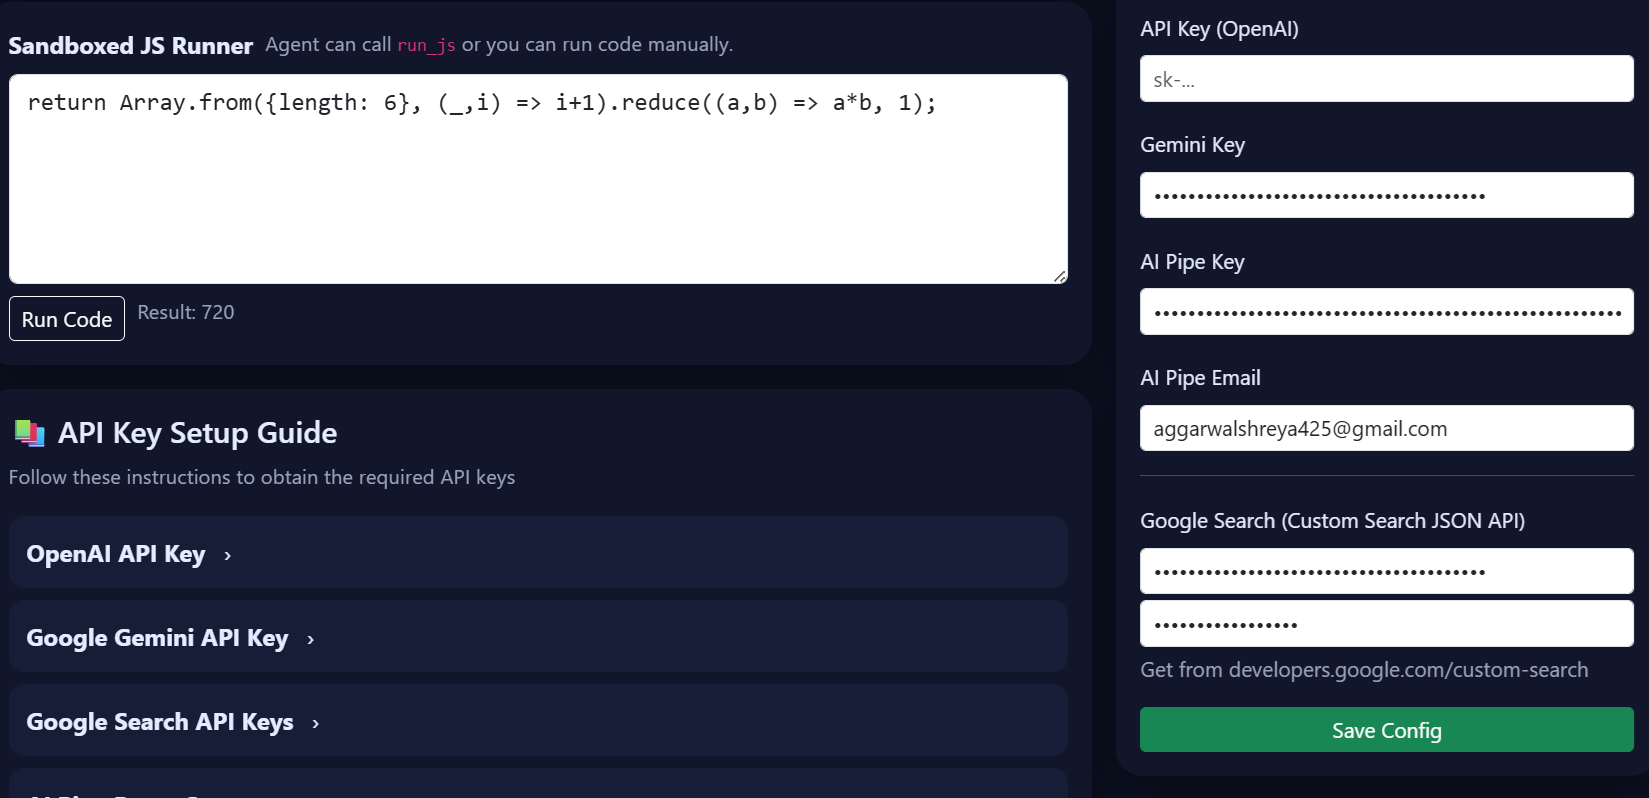 Sandboxed JS Runner Agent can call run_js or you can run code manually.
return Array.from({length: 6}, (_,i) => i+1).reduce((a,b) => a*b, 1);
Run Code
Result: 720
📚 API Key Setup Guide
Follow these instructions to obtain the required API keys
OpenAI API Key ›
Google Gemini API Key ›
Google Search API Keys ›
API Key (OpenAI)
sk-...
Gemini Key
•••••••••••••••••••••••••••••••••••••••
AI Pipe Key
•••••••••••••••••••••••••••••••••••••••••••••••••••••••
AI Pipe Email
aggarwalshreya425@gmail.com
Google Search (Custom Search JSON API)
•••••••••••••••••••••••••••••••••••••••
•••••••••••••••••
Get from developers.google.com/custom-search
Save Config